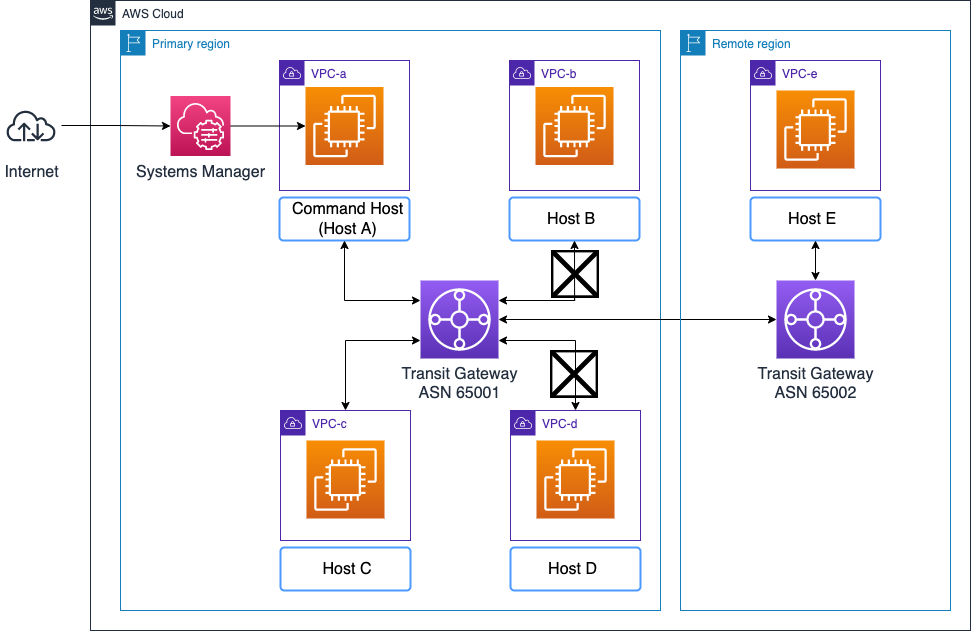 aws
AWS Cloud
Primary region
Remote region
VPC-a
VPC-b
VPC-e
Internet
Systems Manager
Command Host
(Host A)
Host B
Host E
Transit Gateway
ASN 65001
Transit Gateway
ASN 65002
VPC-c
VPC-d
Host C
Host D